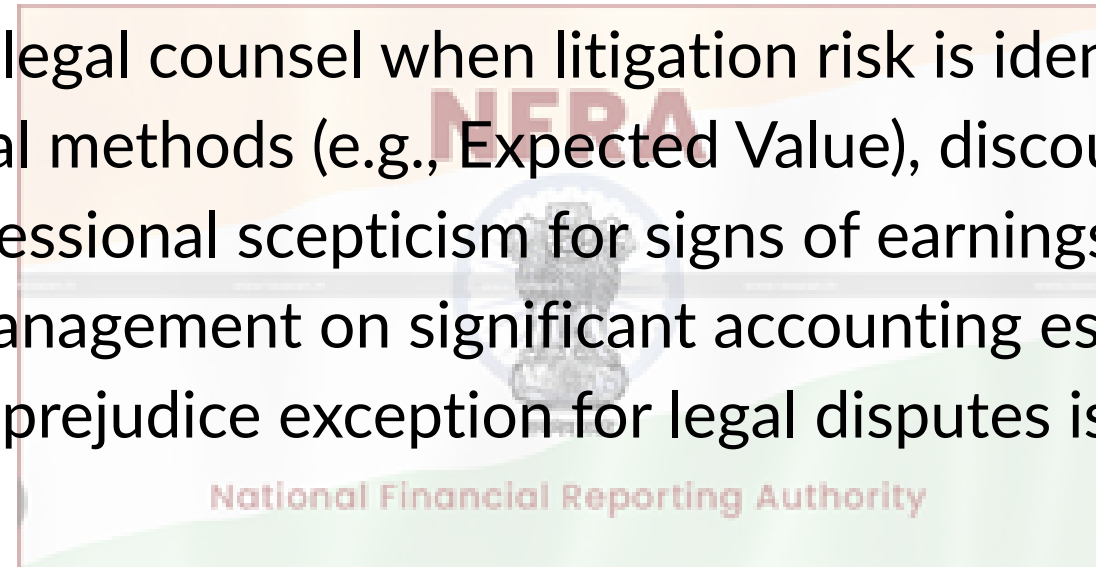 legal counsel when litigation risk is iden
NFRA
al methods (e.g., Expected Value), discou
essional scepticism for signs of earnings
anagement on significant accounting es
prejudice exception for legal disputes is
National Financial Reporting Authority